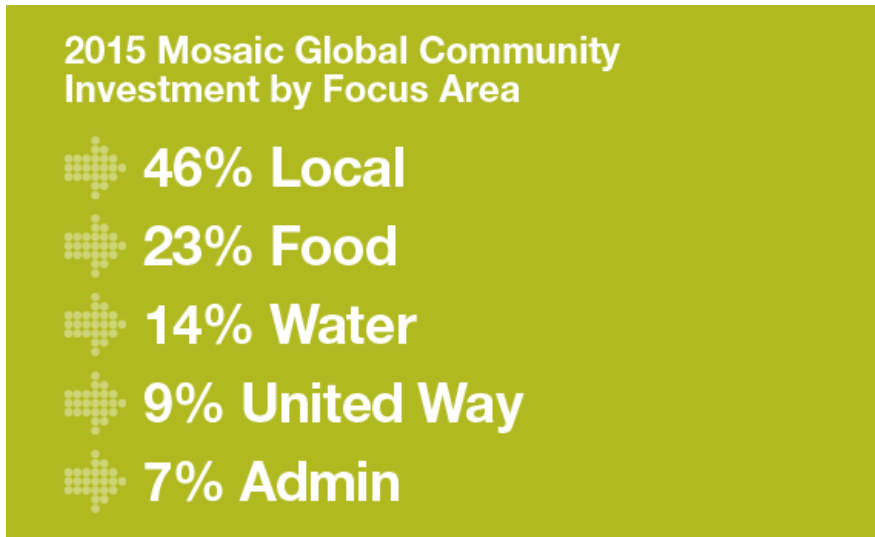 2015 Mosaic Global Community
Investment by Focus Area
46% Local
23% Food
14% Water
9% United Way
7% Admin